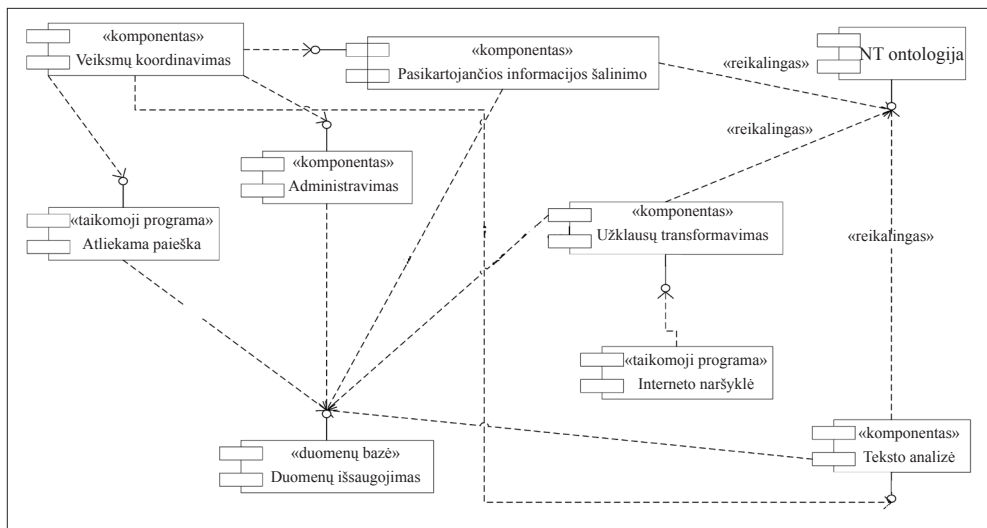 «komponentas»
Veiksmų koordinavimas
«komponentas»
Pasikartojančios informacijos šalinimo
NT ontologija
«reikalingas»
«reikalingas»
«komponentas»
Administravimas
«taikomoji programa»
Atliekama paieška
«komponentas»
Užklausų transformavimas
«reikalingas»
«taikomoji programa»
Interneto naršyklė
«komponentas»
Teksto analizė
«duomenų bazė»
Duomenų išsaugojimas